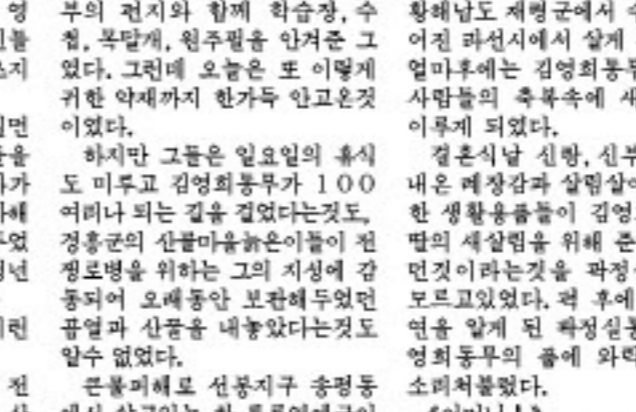 영
부의 편지와 함께 학습장, 수
첩, 목달개, 원주필을 안겨준 그
였다. 그런데 오늘은 또 이렇게
귀한 약재까지 한가득 안고온것
이였다.
하지만 그들은 일요일의 휴식
도 미루고 김영희동무가 100
여리나 되는 길을 걸었다는것도,
경흥군의 산골마을늙은이들이 전
쟁로병을 위하는 그의 지성에 감
동되여 오래동안 보관해두었던
곰열과 산꿀을 내놓았다는것도
알수 없었다.
큰물피해로 선봉지구 송평동
황해남도 재령군에서
어진 라선시에서 살게
얼마후에는 김영희동무
사람들의 축복속에 새
이루게 되였다.
결혼식날 신랑, 신부
내온 례장감과 살림살이
한 생활용품들이 김영
딸의 새살림을 위해 준
던것이라는것을 곽정
모르고있었다. 퍽 후에
연을 알게 된 곽정실동
영희동무의 품에 와락
소리쳐불렀다.